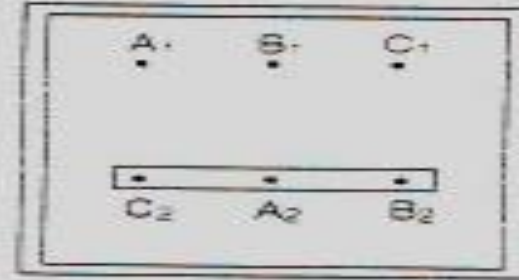 A₁ B₁ C₁
C₂ A₂ B₂